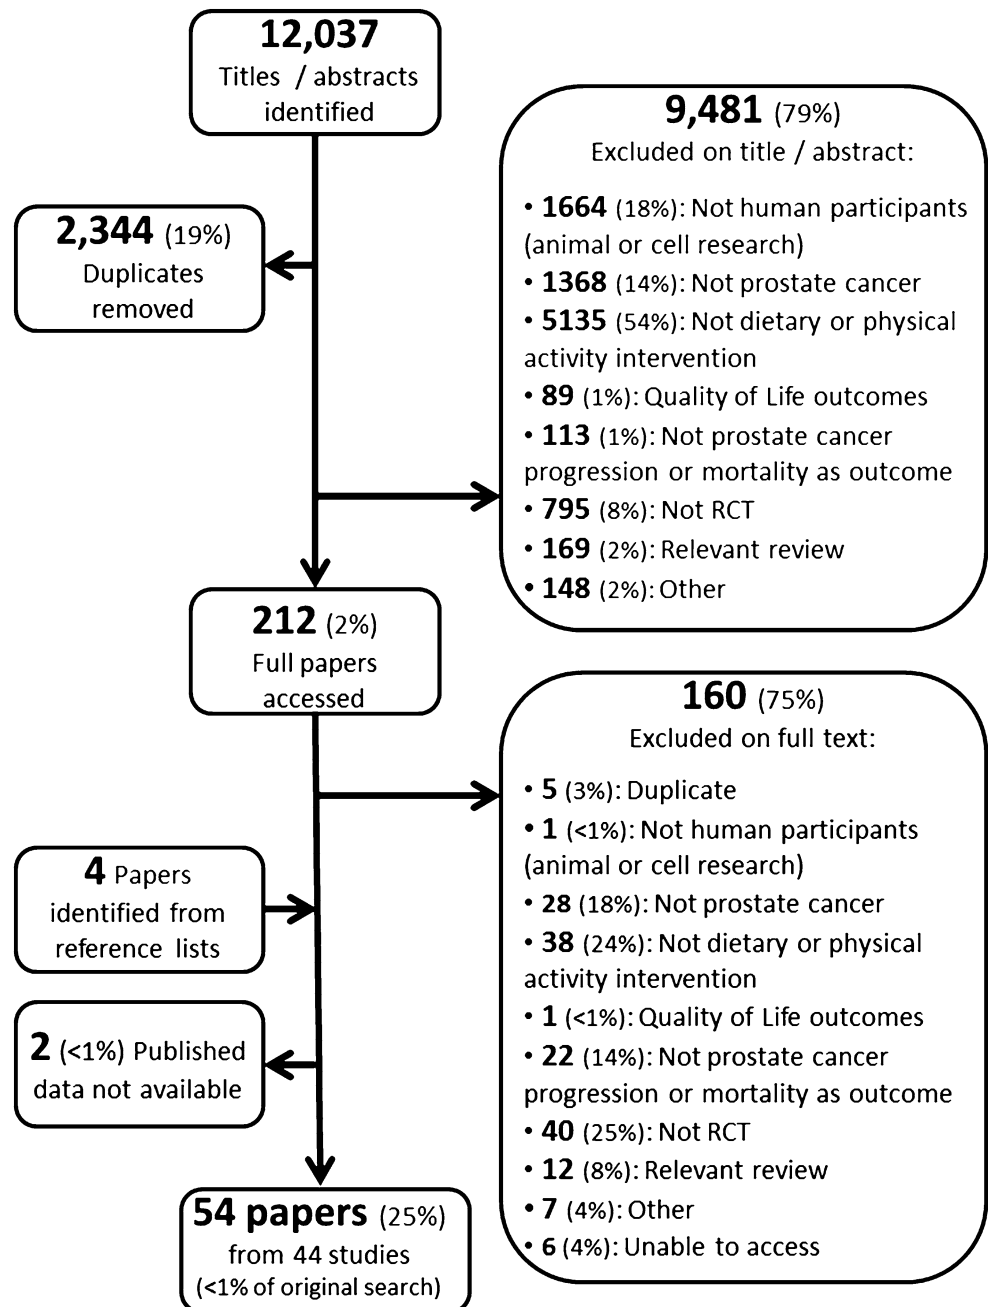 12,037
Titles / abstracts
identified
2,344 (19%)
Duplicates
removed
9,481 (79%)
Excluded on title / abstract:
• 1664 (18%): Not human participants
(animal or cell research)
• 1368 (14%): Not prostate cancer
• 5135 (54%): Not dietary or physical
activity intervention
• 89 (1%): Quality of Life outcomes
• 113 (1%): Not prostate cancer
progression or mortality as outcome
• 795 (8%): Not RCT
• 169 (2%): Relevant review
• 148 (2%): Other
212 (2%)
Full papers
accessed
160 (75%)
Excluded on full text:
• 5 (3%): Duplicate
• 1 (<1%): Not human participants
(animal or cell research)
• 28 (18%): Not prostate cancer
• 38 (24%): Not dietary or physical
activity intervention
• 1 (<1%): Quality of Life outcomes
• 22 (14%): Not prostate cancer
progression or mortality as outcome
• 40 (25%): Not RCT
• 12 (8%): Relevant review
• 7 (4%): Other
• 6 (4%): Unable to access
4 Papers
identified from
reference lists
2 (<1%) Published
data not available
54 papers (25%)
from 44 studies
(<1% of original search)